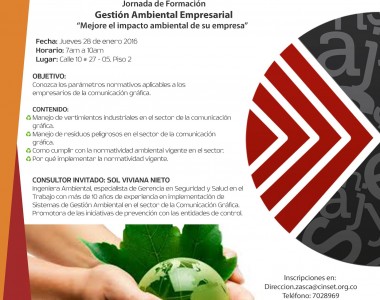 Jornada de Formación
Gestión Ambiental Empresarial
"Mejore el impacto ambiental de su empresa"
Fecha: Jueves 28 de enero 2016
Horario: 7am a 10am
Lugar: Calle 10 # 27 - 05, Piso 2
OBJETIVO:
Conozca los parámetros normativos aplicables a los
empresarios de la comunicación gráfica.
CONTENIDO:
Manejo de vertimientos industriales en el sector de la comunicación
gráfica.
Manejo de residuos peligrosos en el sector de la comunicación
gráfica.
Como cumplir con la normatividad ambiental vigente en el sector.
Por qué implementar la normatividad vigente.
CONSULTOR INVITADO: SOL VIVIANA NIETO
Ingeniera Ambiental, especialista de Gerencia en Seguridad y Salud en el
Trabajo con más de 10 años de experiencia en implementación de
Sistemas de Gestión Ambiental en el sector de la Comunicación Gráfica.
Promotora de las iniciativas de prevención con las entidades de control.
Inscripciones en:
Direccion.zasca@cinset.org.co
Teléfono: 7028969